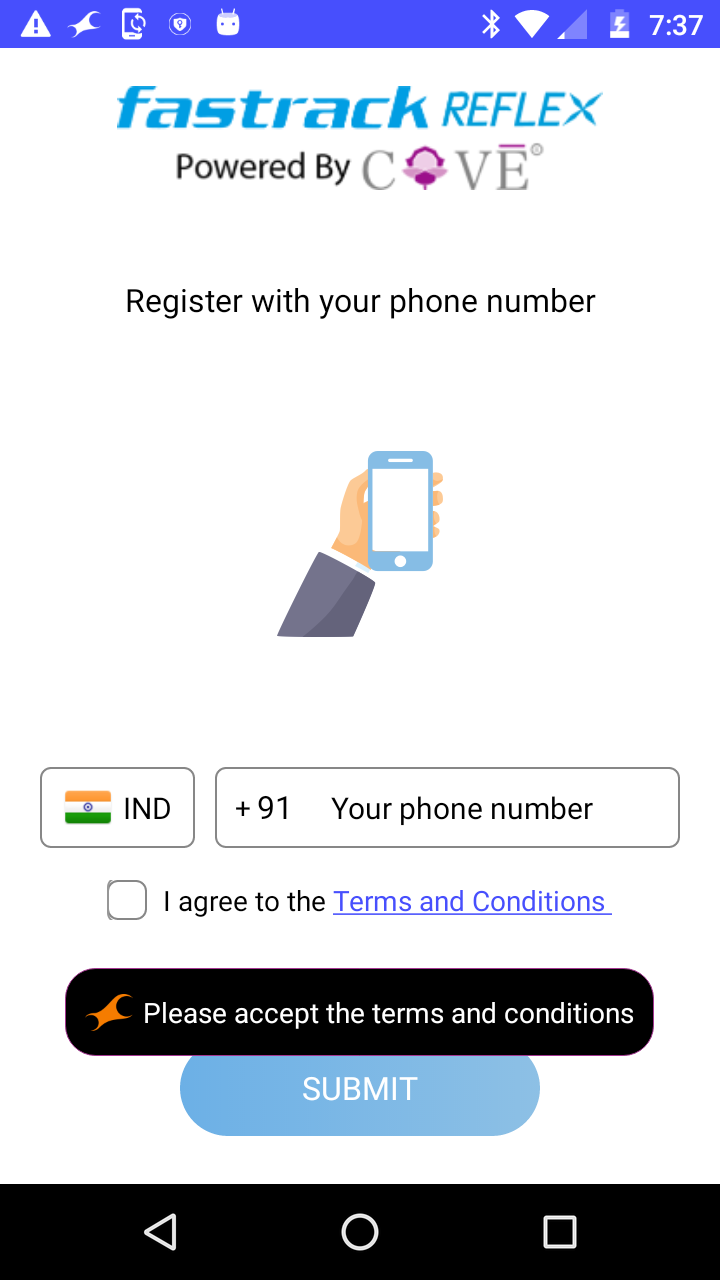 7:37
fastrack REFLEX
Powered By COVE®
Register with your phone number
IND +91 Your phone number
I agree to the Terms and Conditions
Please accept the terms and conditions
SUBMIT